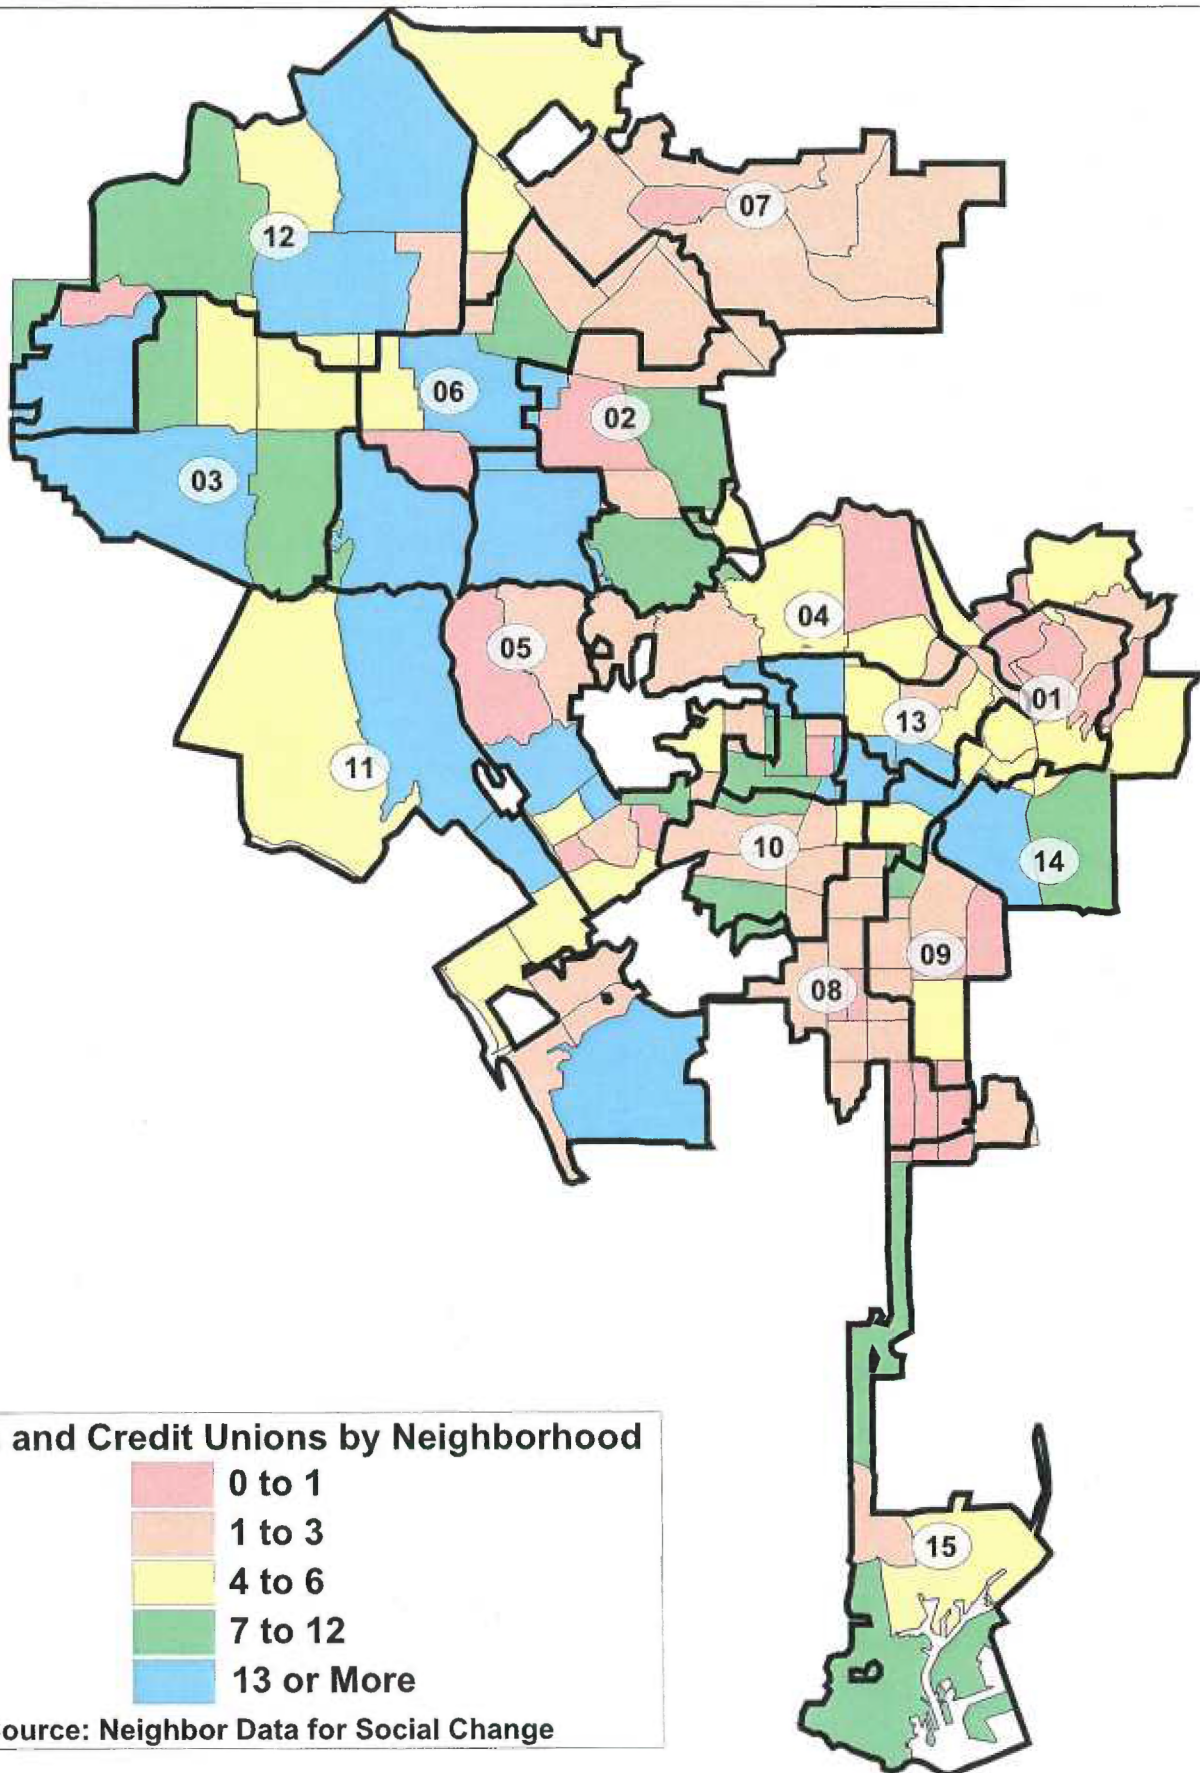 07
12
06
02
03
04
05
01
13
11
10
14
09
08
and Credit Unions by Neighborhood
0 to 1
1 to 3
4 to 6
7 to 12
13 or More
15
ource: Neighbor Data for Social Change